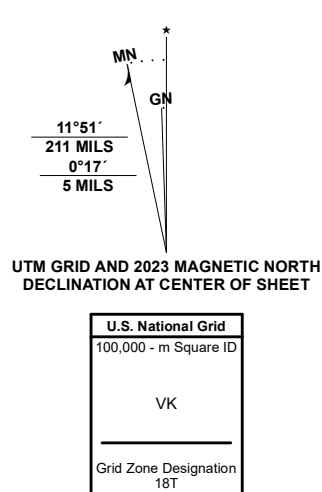 ★
MN
GN
11°51´
211 MILS
0°17´
5 MILS
UTM GRID AND 2023 MAGNETIC NORTH
DECLINATION AT CENTER OF SHEET
U.S. National Grid
100,000 - m Square ID
VK
Grid Zone Designation
18T